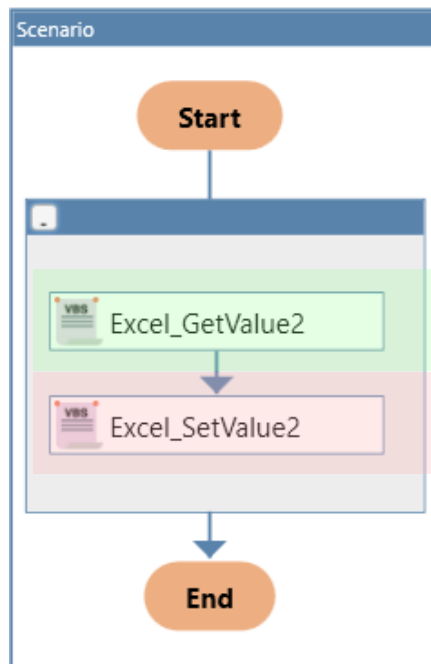 Scenario
Start
-
VBS
Excel_GetValue2
VBS
Excel_SetValue2
End